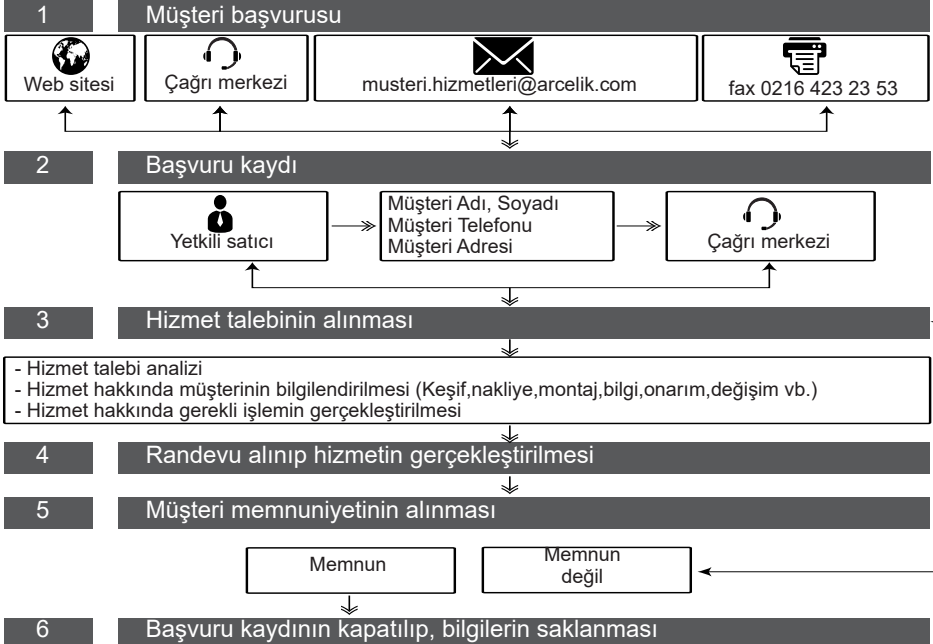 1 Müşteri başvurusu
Web sitesi
Çağrı merkezi
musteri.hizmetleri@arcelik.com
fax 0216 423 23 53
2 Başvuru kaydı
Yetkili satıcı
Müşteri Adı, Soyadı
Müşteri Telefonu
Müşteri Adresi
Çağrı merkezi
3 Hizmet talebinin alınması
- Hizmet talebi analizi
- Hizmet hakkında müşterinin bilgilendirilmesi (Keşif,nakliye,montaj,bilgi,onarım,değişim vb.)
- Hizmet hakkında gerekli işlemin gerçekleştirilmesi
4 Randevu alınıp hizmetin gerçekleştirilmesi
5 Müşteri memnuniyetinin alınması
Memnun
Memnun
değil
6 Başvuru kaydının kapatılıp, bilgilerin saklanması